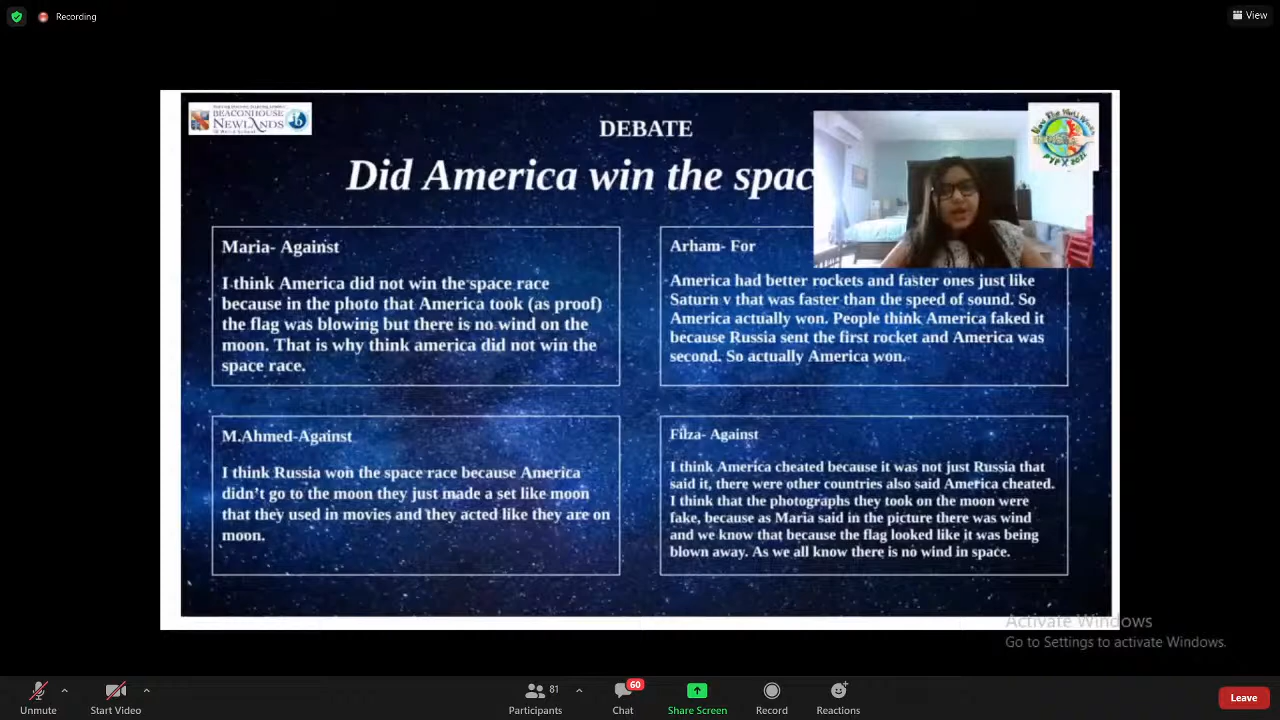 Recording
View
BEACONHOUSE
NEWLANDS
DEBATE
Did America win the spac
Maria- Against
I think America did not win the space race
because in the photo that America took (as proof)
the flag was blowing but there is no wind on the
moon. That is why think america did not win the
space race.
Arham- For
America had better rockets and faster ones just like
Saturn v that was faster than the speed of sound. So
America actually won. People think America faked it
because Russia sent the first rocket and America was
second. So actually America won.
M.Ahmed-Against
I think Russia won the space race because America
didn't go to the moon they just made a set like moon
that they used in movies and they acted like they are on
moon.
Filza- Against
I think America cheated because it was not just Russia that
said it, there were other countries also said America cheated.
I think that the photographs they took on the moon were
fake, because as Maria said in the picture there was wind
and we know that because the flag looked like it was being
blown away. As we all know there is no wind in space.
Activate Windows
Go to Settings to activate Windows.
Unmute
Start Video
81
Participants
60
Chat
Share Screen
Record
Reactions
Leave